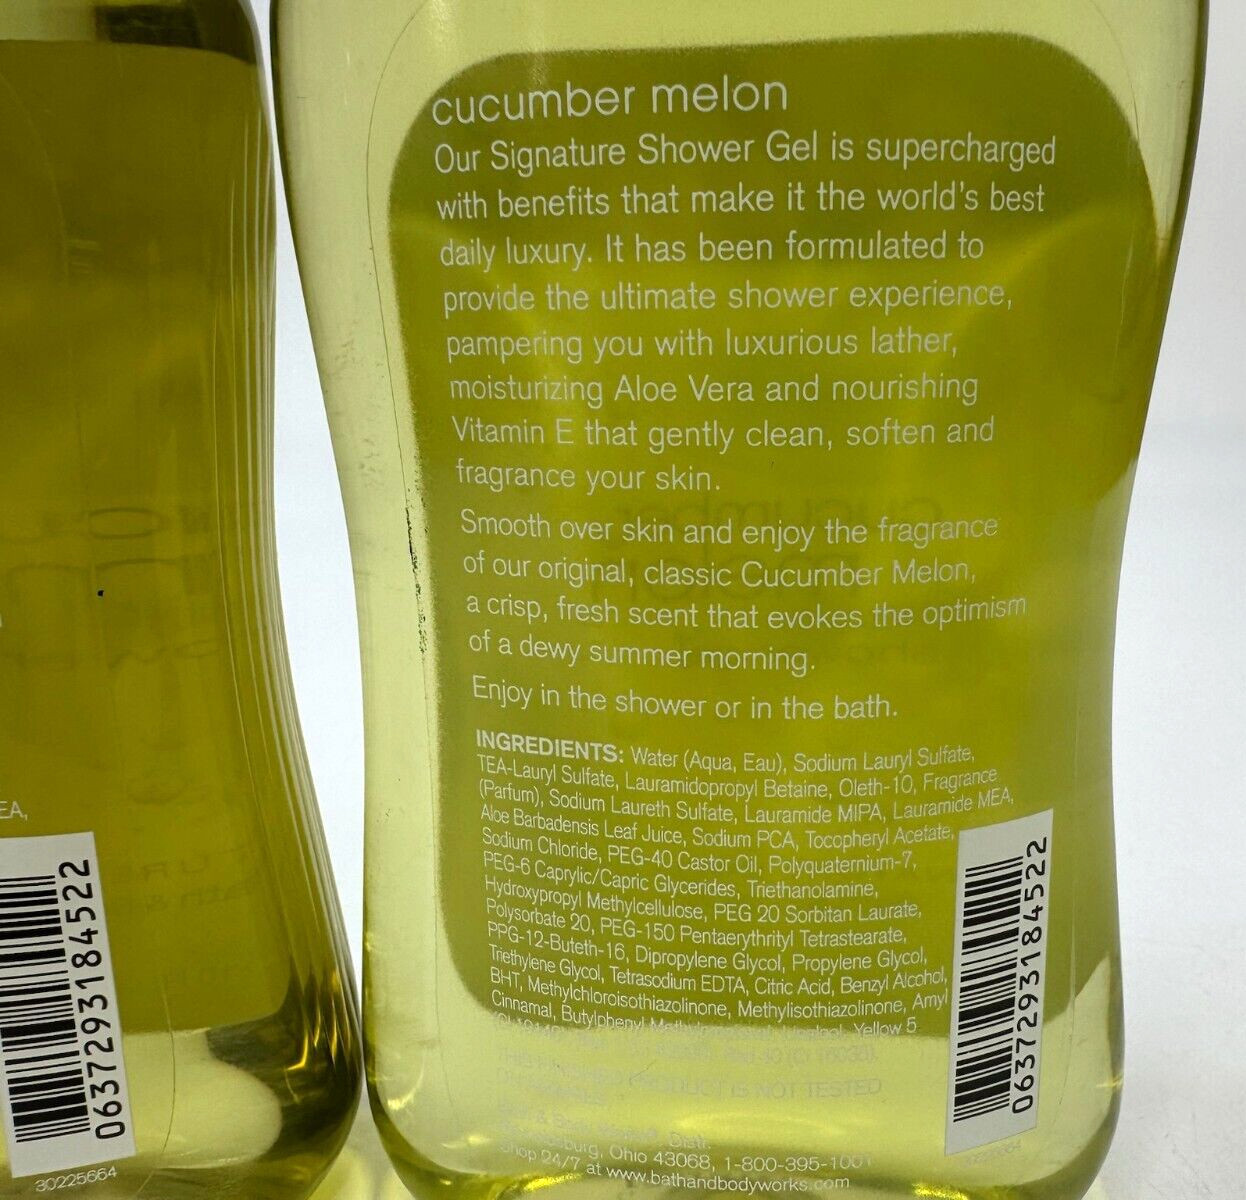 cucumber melon
Our Signature Shower Gel is supercharged
with benefits that make it the world's best
daily luxury. It has been formulated to
provide the ultimate shower experience,
pampering you with luxurious lather,
moisturizing Aloe Vera and nourishing
Vitamin E that gently clean, soften and
fragrance your skin.
Smooth over skin and enjoy the fragrance
of our original, classic Cucumber Melon,
a crisp, fresh scent that evokes the optimism
of a dewy summer morning.
Enjoy in the shower or in the bath.
INGREDIENTS: Water (Aqua, Eau), Sodium Lauryl Sulfate,
TEA-Lauryl Sulfate, Lauramidopropyl Betaine, Oleth-10, Fragrance
(Parfum), Sodium Laureth Sulfate, Lauramide MIPA, Lauramide MEA,
Aloe Barbadensis Leaf Juice, Sodium PCA, Tocopheryl Acetate,
Sodium Chloride, PEG-40 Castor Oil, Polyquaternium-7,
PEG-6 Caprylic/Capric Glycerides, Triethanolamine,
Hydroxypropyl Methylcellulose, PEG 20 Sorbitan Laurate,
Polysorbate 20, PEG-150 Pentaerythrityl Tetrastearate,
PPG-12-Buteth-16, Dipropylene Glycol, Propylene Glycol,
Triethylene Glycol, Tetrasodium EDTA, Citric Acid, Benzyl Alcohol,
BHT, Methylchloroisothiazolinone, Methylisothiazolinone, Amyl
Cinnamal, Butylphenyl Yellow 5
PRODUCT IS NOT TESTED
Ohio 43068, 1-800-395-1001
Shop 24/7 at www.bathandbodyworks.com
0637293184522
EA,
0637293184522
30225664